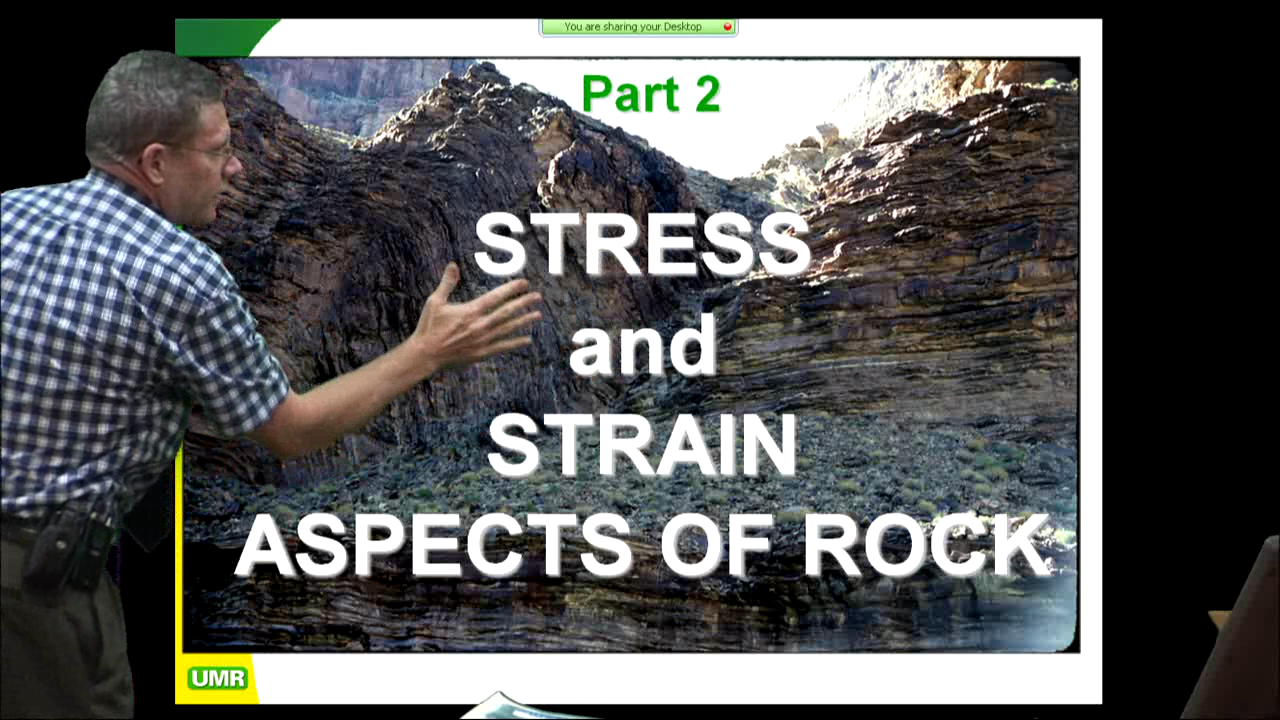 You are sharing your Desktop
Part 2
STRESS
and
STRAIN
ASPECTS OF ROCK
UMR